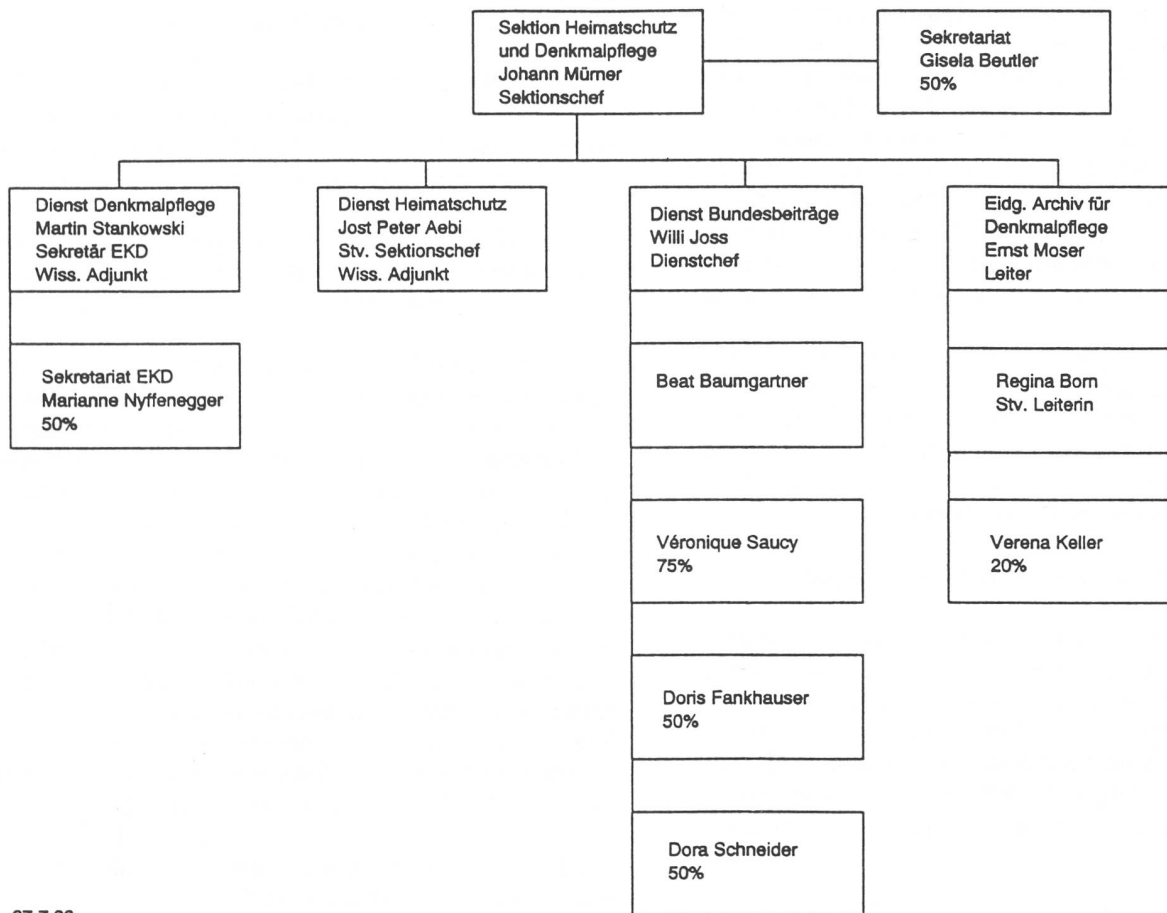 Sektion Heimatschutz
und Denkmalpflege
Johann Mürner
Sektionschef
Sekretariat
Gisela Beutler
50%
Dienst Denkmalpflege
Martin Stankowski
Sekretär EKD
Wiss. Adjunkt
Dienst Heimatschutz
Jost Peter Aebi
Stv. Sektionschef
Wiss. Adjunkt
Dienst Bundesbeiträge
Willi Joss
Dienstchef
Eidg. Archiv für
Denkmalpflege
Ernst Moser
Leiter
Sekretariat EKD
Marianne Nyffenegger
50%
Beat Baumgartner
Regina Born
Stv. Leiterin
Véronique Saucy
75%
Verena Keller
20%
Doris Fankhauser
50%
Dora Schneider
50%